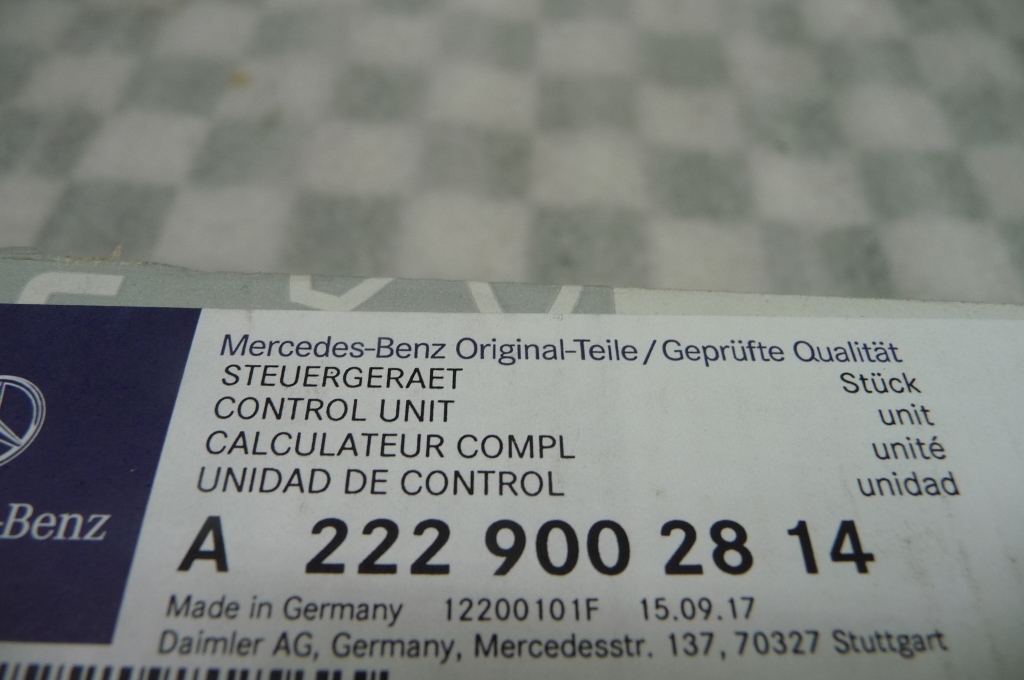 Mercedes-Benz Original-Teile / Geprüfte Qualität
STEUERGERAET Stück
CONTROL UNIT unit
CALCULATEUR COMPL unité
UNIDAD DE CONTROL unidad
-Benz
A 222 900 28 14
Made in Germany 12200101F 15.09.17
Daimler AG, Germany, Mercedesstr. 137, 70327 Stuttgart